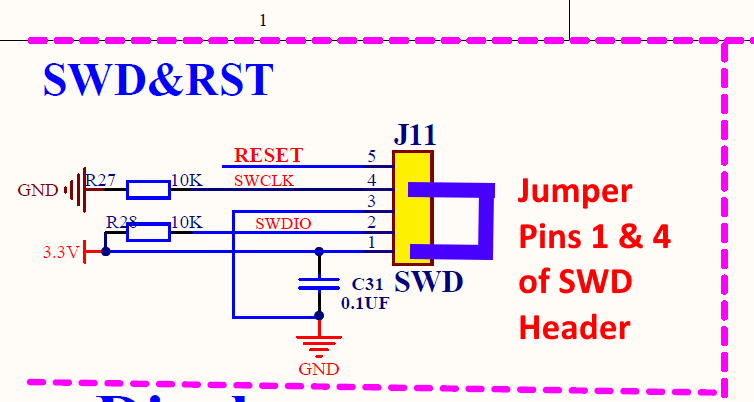 1
SWD&RST
J11
RESET 5
GND R27 10K SWCLK 4
3
R28 10K SWDIO 2
3.3V 1
C31
0.1UF
SWD
GND
Jumper
Pins 1 & 4
of SWD
Header